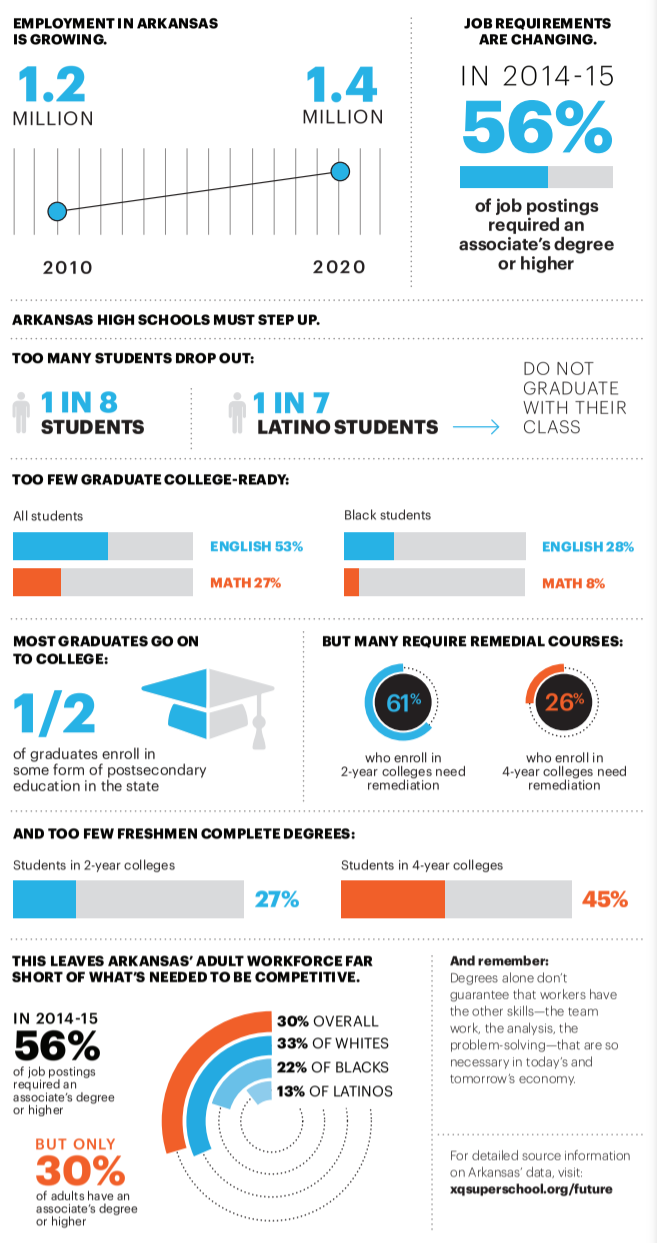 EMPLOYMENT IN ARKANSAS
IS GROWING.
1.2
MILLION
1.4
MILLION
2010
2020
JOB REQUIREMENTS
ARE CHANGING.
IN 2014-15
56%
of job postings
required an
associate's degree
or higher
ARKANSAS HIGH SCHOOLS MUST STEP UP.
TOO MANY STUDENTS DROP OUT:
1 IN 8
STUDENTS
1 IN 7
LATINO STUDENTS
DO NOT
GRADUATE
WITH THEIR
CLASS
TOO FEW GRADUATE COLLEGE-READY:
All students
ENGLISH 53%
MATH 27%
Black students
ENGLISH 28%
MATH 8%
MOST GRADUATES GO ON
TO COLLEGE:
1/2
of graduates enroll in
some form of postsecondary
education in the state
BUT MANY REQUIRE REMEDIAL COURSES:
61%
who enroll in
2-year colleges need
remediation
26%
who enroll in
4-year colleges need
remediation
AND TOO FEW FRESHMEN COMPLETE DEGREES:
Students in 2-year colleges
27%
Students in 4-year colleges
45%
THIS LEAVES ARKANSAS' ADULT WORKFORCE FAR
SHORT OF WHAT'S NEEDED TO BE COMPETITIVE.
IN 2014-15
56%
of job postings
required an
associate's degree
or higher
BUT ONLY
30%
of adults have an
associate's degree
or higher
30% OVERALL
33% OF WHITES
22% OF BLACKS
13% OF LATINOS
And remember:
Degrees alone don't
guarantee that workers have
the other skills—the team
work, the analysis, the
problem-solving—that are so
necessary in today's and
tomorrow's economy.
For detailed source information
on Arkansas' data, visit:
xqsuperschool.org/future